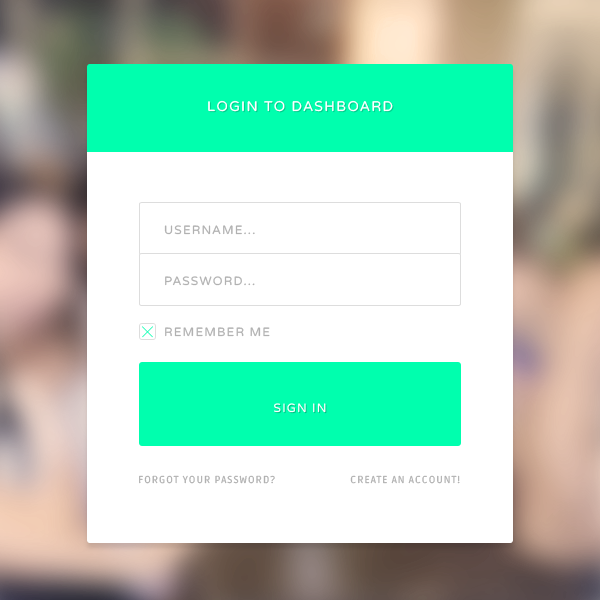 LOGIN TO DASHBOARD
USERNAME...
PASSWORD...
REMEMBER ME
SIGN IN
FORGOT YOUR PASSWORD? CREATE AN ACCOUNT!